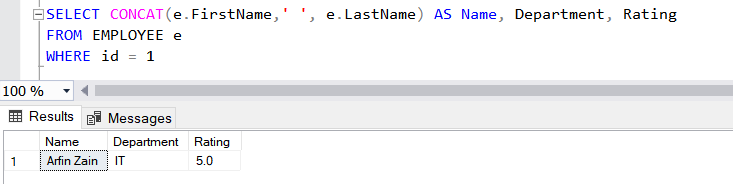 SELECT CONCAT(e.FirstName,' ', e.LastName) AS Name, Department, Rating
FROM EMPLOYEE e
WHERE id = 1
100 %
Results Messages
Name Department Rating
1 Arfin Zain IT 5.0